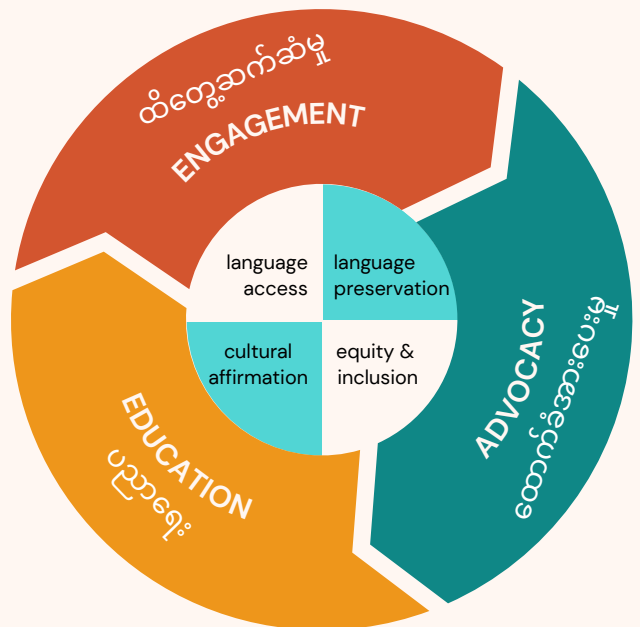 ထိတွေ့ဆက်ဆံမှု
ENGAGEMENT
language
access
language
preservation
cultural
affirmation
equity &
inclusion
ADVOCACY
ထောက်ခံအားပေးမှု
EDUCATION
ပညာရေး